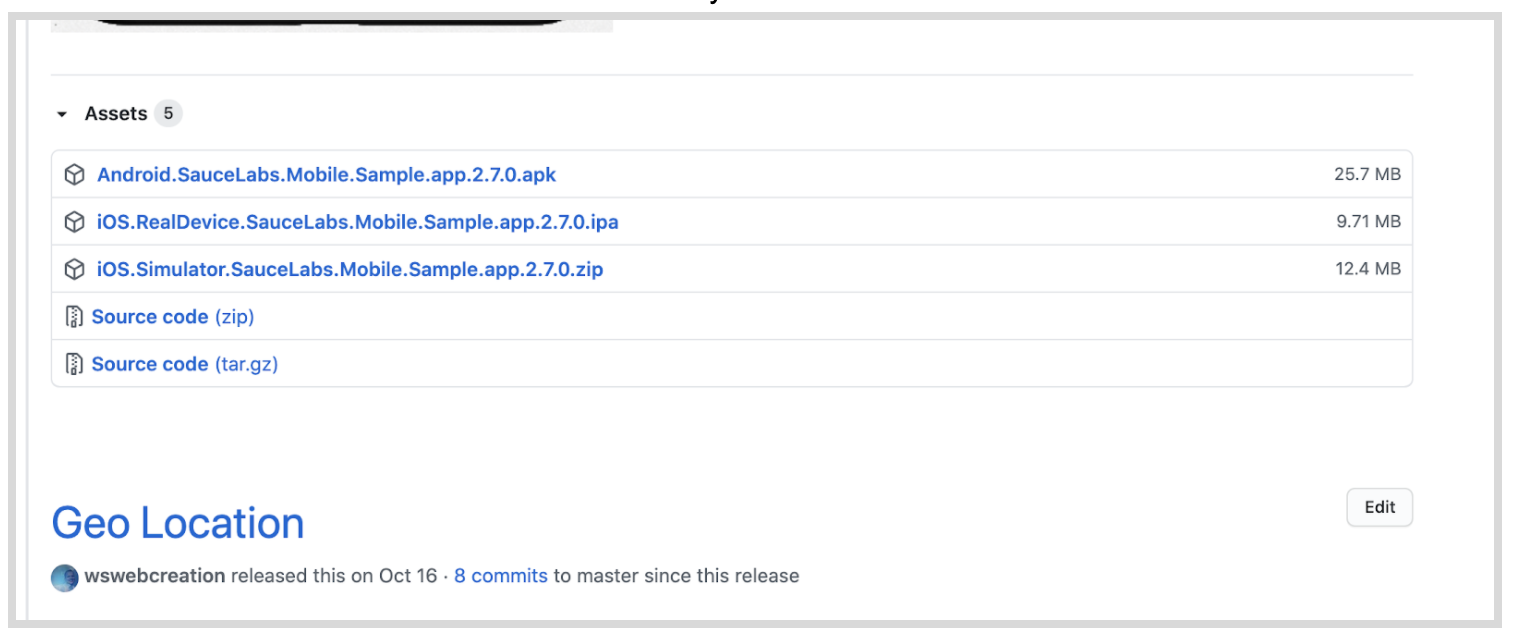 Assets 5
Android.SauceLabs.Mobile.Sample.app.2.7.0.apk 25.7 MB
iOS.RealDevice.SauceLabs.Mobile.Sample.app.2.7.0.ipa 9.71 MB
iOS.Simulator.SauceLabs.Mobile.Sample.app.2.7.0.zip 12.4 MB
Source code (zip)
Source code (tar.gz)
Geo Location Edit
wswebcreation released this on Oct 16 · 8 commits to master since this release